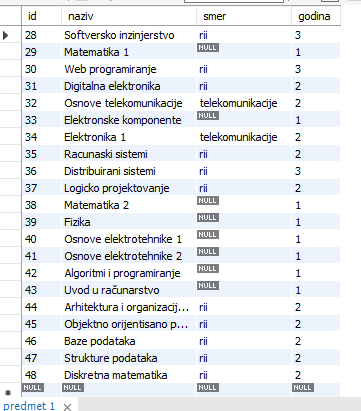 id naziv smer godina
28 Softversko inzinjerstvo rii 3
29 Matematika 1 NULL 1
30 Web programiranje rii 3
31 Digitalna elektronika rii 2
32 Osnove telekomunikacije telekomunikacije 2
33 Elektronske komponente NULL 1
34 Elektronika 1 telekomunikacije 2
35 Racunaski sistemi rii 2
36 Distribuirani sistemi rii 3
37 Logicko projektovanje rii 2
38 Matematika 2 NULL 1
39 Fizika NULL 1
40 Osnove elektrotehnike 1 NULL 1
41 Osnove elektrotehnike 2 NULL 1
42 Algoritmi i programiranje NULL 1
43 Uvod u računarstvo NULL 1
44 Arhitektura i organizacij... rii 2
45 Objektno orijentisano p... rii 2
46 Baze podataka rii 2
47 Strukture podataka rii 2
48 Diskretna matematika rii 2
NULL NULL NULL NULL
predmet 1